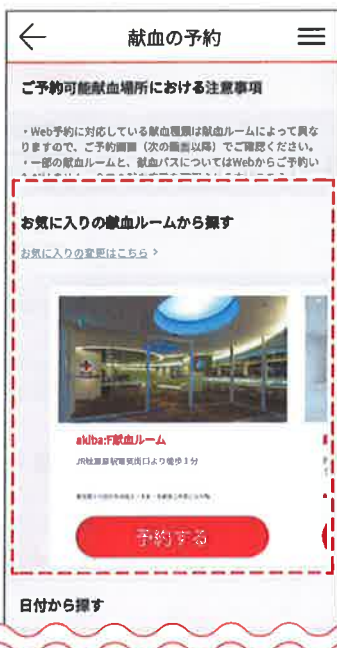 献血の予約
ご予約可能献血場所における注意事項
・Web予約に対応している献血種類は献血ルームによって異な
りますので、ご予約画面（次の画面以降）でご確認ください。
・一部の献血ルームと、献血バスについてはWebからご予約い
お気に入りの献血ルームから探す
お気に入りの変更はこちら >
akiba:F献血ルーム
JR秋葉原駅電気街口より徒歩1分
予約する
日付から探す